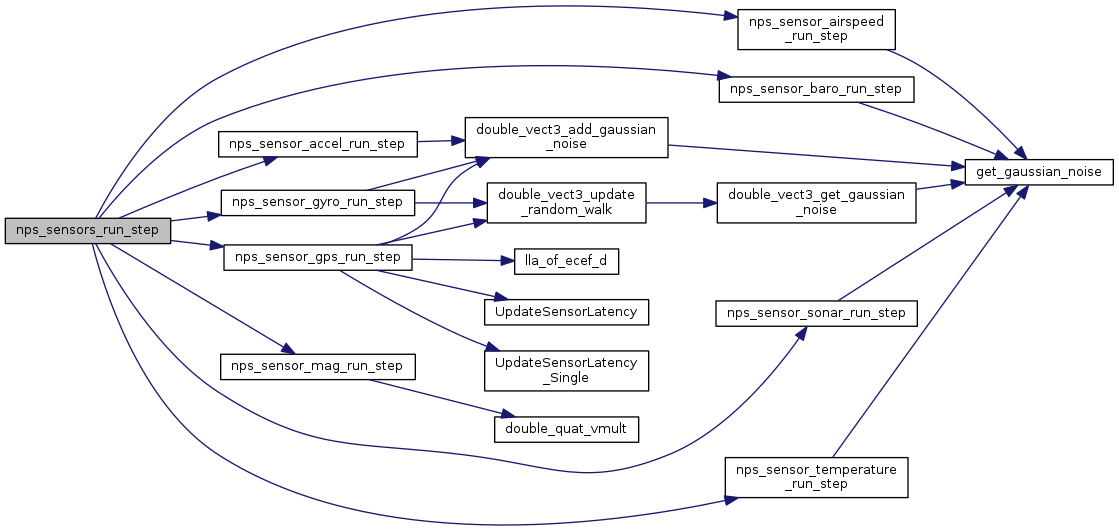 nps_sensors_run_step
nps_sensor_accel_run_step
nps_sensor_gyro_run_step
nps_sensor_gps_run_step
nps_sensor_mag_run_step
double_vect3_add_gaussian
_noise
double_vect3_update
_random_walk
lla_of_ecef_d
UpdateSensorLatency
UpdateSensorLatency
_Single
double_quat_vmult
nps_sensor_airspeed
_run_step
nps_sensor_baro_run_step
double_vect3_get_gaussian
_noise
nps_sensor_sonar_run_step
nps_sensor_temperature
_run_step
get_gaussian_noise